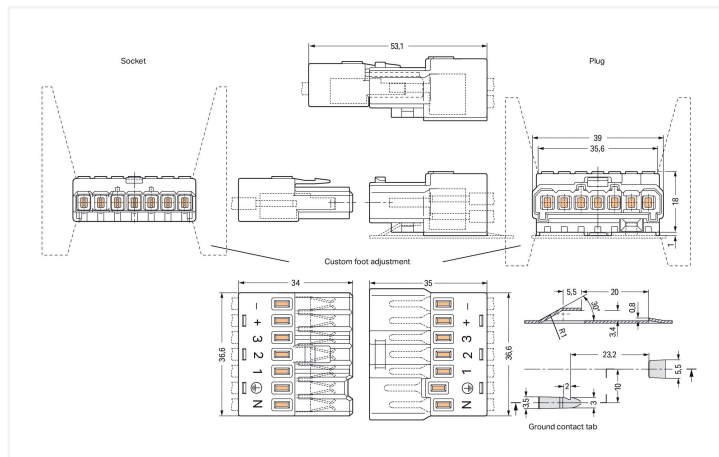 53,1
Socket
Plug
39
35,6
18
1
Custom foot adjustment
34
35
36,6
– + 3 2 1 N
– + 3 2 1 N
36,6
5,5
20
30°
0,8
R1
3,4
23,2
5,5
10
2
3,5
3
Ground contact tab